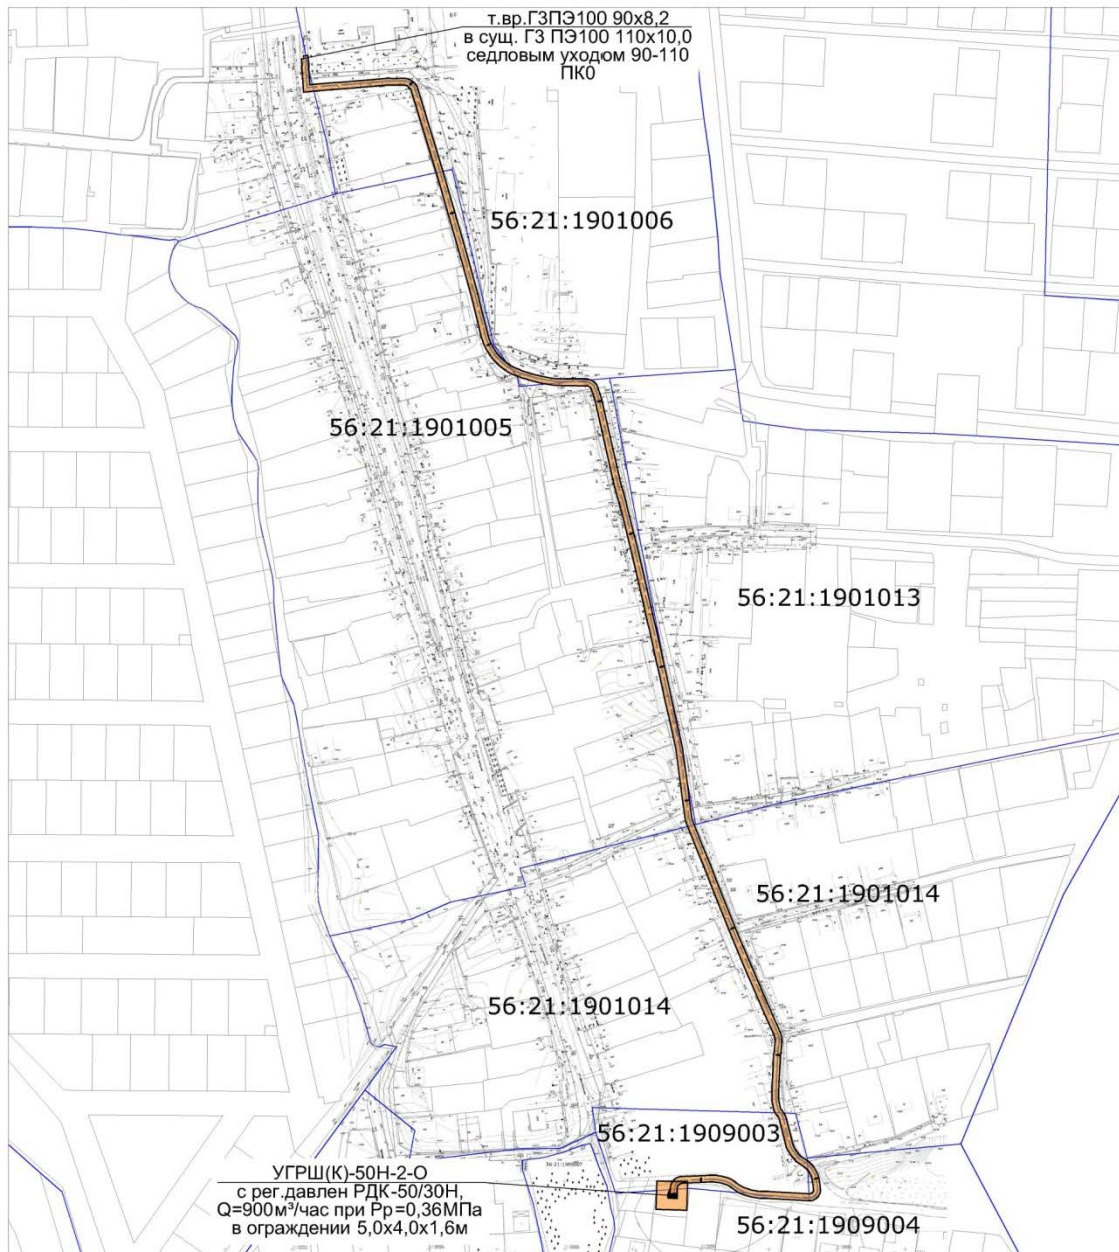 т.вр.Г3ПЭ100 90х8,2
в сущ. Г3 ПЭ100 110х10,0
седловым уходом 90-110
ПК0
56:21:1901006
56:21:1901005
56:21:1901013
56:21:1901014
56:21:1901014
56:21:1909003
УГРШ(К)-50Н-2-О
с рег.давлен РДК-50/30Н,
Q=900м³/час при Рр=0,36МПа
в ограждении 5,0х4,0х1,6м
56:21:1909004